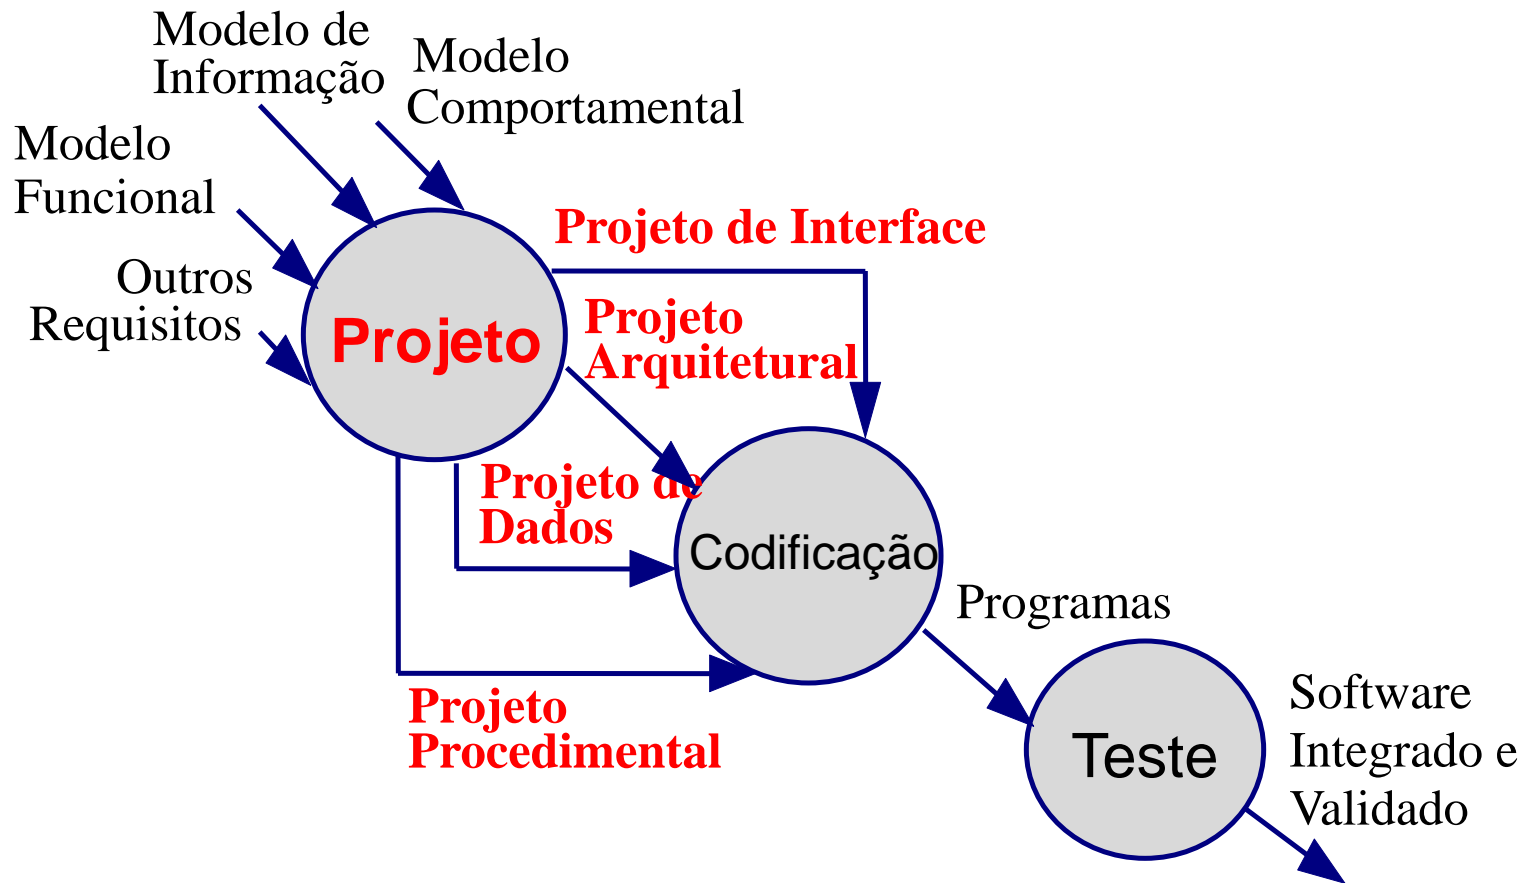 Modelo de
Informação
Modelo
Comportamental
Modelo
Funcional
Outros
Requisitos
Projeto
Projeto de Interface
Projeto
Arquitetural
Projeto de
Dados
Codificação
Projeto
Procedimental
Programas
Teste
Software
Integrado e
Validado